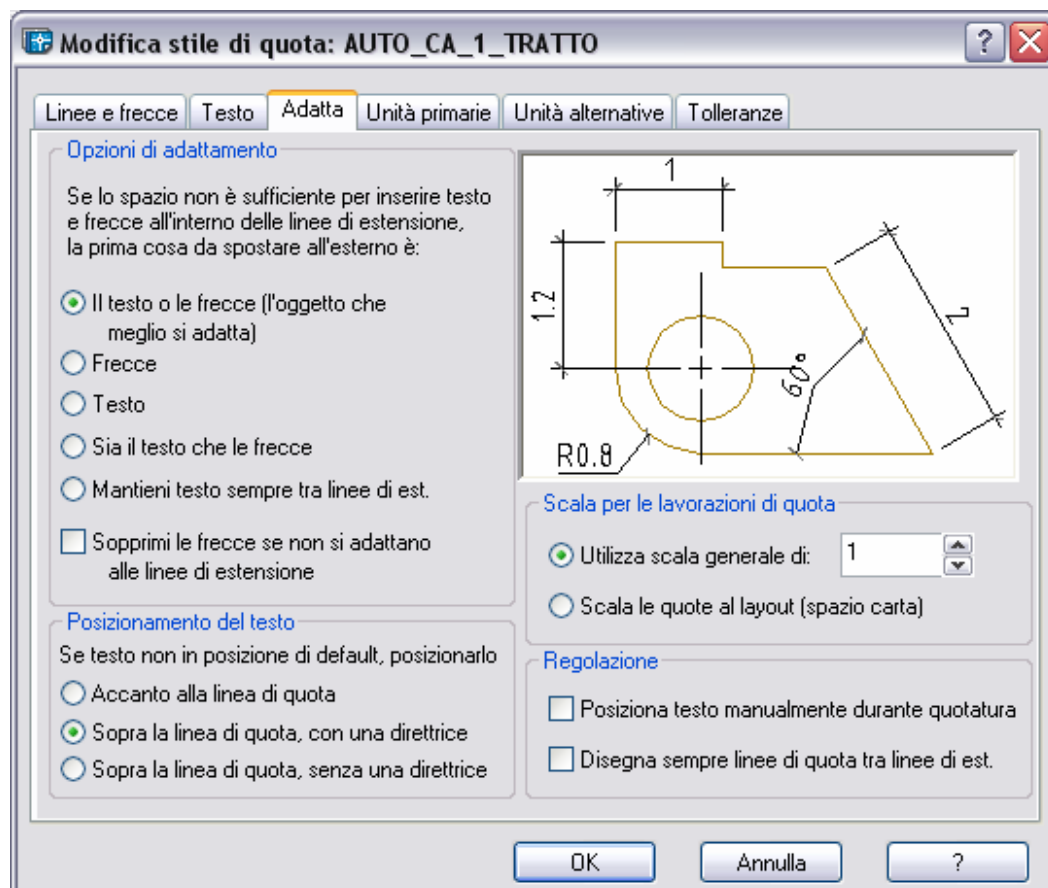 Modifica stile di quota: AUTO_CA_1_TRATTO
?
Linee e frecce
Testo
Adatta
Unità primarie
Unità alternative
Tolleranze
Opzioni di adattamento
Se lo spazio non è sufficiente per inserire testo
e frecce all'interno delle linee di estensione,
la prima cosa da spostare all'esterno è:
Il testo o le frecce (l'oggetto che
meglio si adatta)
Frecce
Testo
Sia il testo che le frecce
Mantieni testo sempre tra linee di est.
Sopprimi le frecce se non si adattano
alle linee di estensione
Posizionamento del testo
Se testo non in posizione di default, posizionarlo
Accanto alla linea di quota
Sopra la linea di quota, con una direttrice
Sopra la linea di quota, senza una direttrice
1
1.2
2
60°
R0.8
Scala per le lavorazioni di quota
Utilizza scala generale di:
1
Scala le quote al layout (spazio carta)
Regolazione
Posiziona testo manualmente durante quotatura
Disegna sempre linee di quota tra linee di est.
OK
Annulla
?